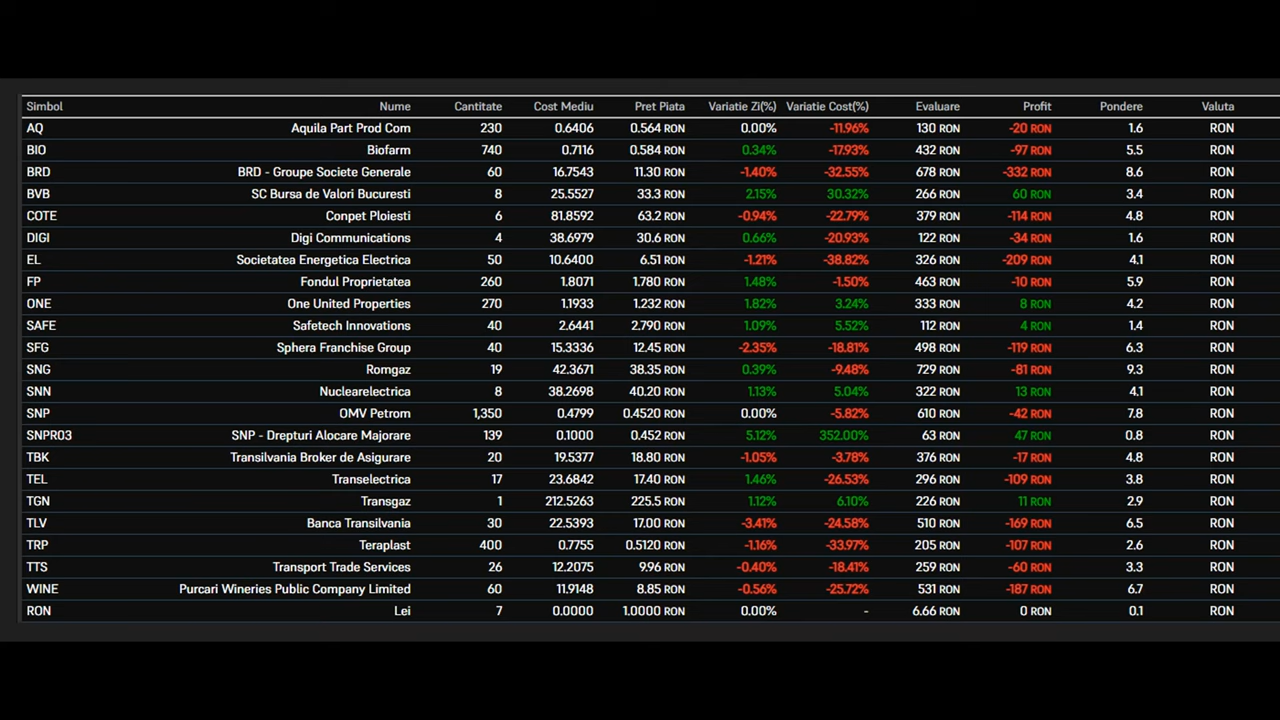 Simbol Nume Cantitate Cost Mediu Pret Piata Variatie Zi(%) Variatie Cost(%) Evaluare Profit Pondere Valuta
AQ Aquila Part Prod Com 230 0.6406 0.564 RON 0.00% -11.96% 130 RON -20 RON 1.6 RON
BIO Biofarm 740 0.7116 0.584 RON 0.34% -17.93% 432 RON -97 RON 5.5 RON
BRD BRD - Groupe Societe Generale 60 16.7543 11.30 RON -1.40% -32.55% 678 RON -332 RON 8.6 RON
BVB SC Bursa de Valori Bucuresti 8 25.5527 33.3 RON 2.15% 30.32% 266 RON 60 RON 3.4 RON
COTE Conpet Ploiesti 6 81.8592 63.2 RON -0.94% -22.79% 379 RON -114 RON 4.8 RON
DIGI Digi Communications 4 38.6979 30.6 RON 0.66% -20.93% 122 RON -34 RON 1.6 RON
EL Societatea Energetica Electrica 50 10.6400 6.51 RON -1.21% -38.82% 326 RON -209 RON 4.1 RON
FP Fondul Proprietatea 260 1.8071 1.780 RON 1.48% -1.50% 463 RON -10 RON 5.9 RON
ONE One United Properties 270 1.1933 1.232 RON 1.82% 3.24% 333 RON 8 RON 4.2 RON
SAFE Safetech Innovations 40 2.6441 2.790 RON 1.09% 5.52% 112 RON 4 RON 1.4 RON
SFG Sphera Franchise Group 40 15.3336 12.45 RON -2.35% -18.81% 498 RON -119 RON 6.3 RON
SNG Romgaz 19 42.3671 38.35 RON 0.39% -9.48% 729 RON -81 RON 9.3 RON
SNN Nuclearelectrica 8 38.2698 40.20 RON 1.13% 5.04% 322 RON 13 RON 4.1 RON
SNP OMV Petrom 1,350 0.4799 0.4520 RON 0.00% -5.82% 610 RON -42 RON 7.8 RON
SNPR03 SNP - Drepturi Alocare Majorare 139 0.1000 0.452 RON 5.12% 352.00% 63 RON 47 RON 0.8 RON
TBK Transilvania Broker de Asigurare 20 19.5377 18.80 RON -1.05% -3.78% 376 RON -17 RON 4.8 RON
TEL Transelectrica 17 23.6842 17.40 RON 1.46% -26.53% 296 RON -109 RON 3.8 RON
TGN Transgaz 1 212.5263 225.5 RON 1.12% 6.10% 226 RON 11 RON 2.9 RON
TLV Banca Transilvania 30 22.5393 17.00 RON -3.41% -24.58% 510 RON -169 RON 6.5 RON
TRP Teraplast 400 0.7755 0.5120 RON -1.16% -33.97% 205 RON -107 RON 2.6 RON
TTS Transport Trade Services 26 12.2075 9.96 RON -0.40% -18.41% 259 RON -60 RON 3.3 RON
WINE Purcari Wineries Public Company Limited 60 11.9148 8.85 RON -0.56% -25.72% 531 RON -187 RON 6.7 RON
RON Lei 7 0.0000 1.0000 RON 0.00% - 6.66 RON 0 RON 0.1 RON